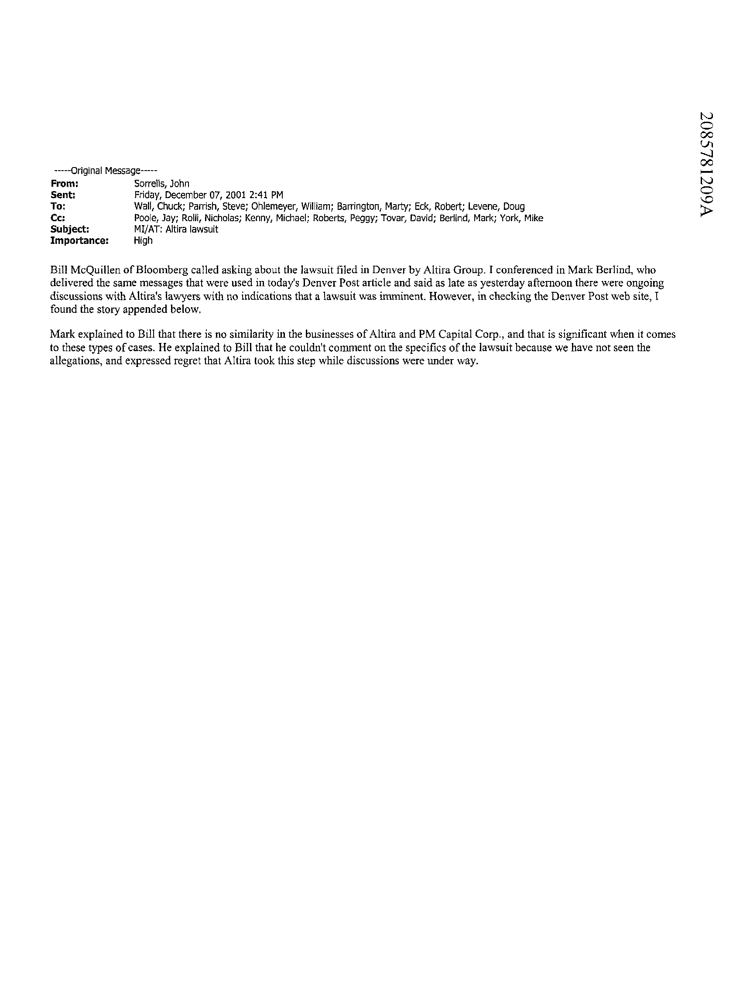 2085781209A
-----Original Message-----
From: Sorrells, John
Sent: Friday, December 07, 2001 2:41 PM
To: Wall, Chuck; Parrish, Steve; Ohlemeyer, William; Barrington, Marty; Eck, Robert; Levene, Doug
Cc: Poole, Jay; Rolli, Nicholas; Kenny, Michael; Roberts, Peggy; Tovar, David; Berlind, Mark; York, Mike
Subject: MI/AT: Altira lawsuit
Importance: High
Bill McQuillen of Bloomberg called asking about the lawsuit filed in Denver by Altira Group. I conferenced in Mark Berlind, who
delivered the same messages that were used in today's Denver Post article and said as late as yesterday afternoon there were ongoing
discussions with Altira's lawyers with no indications that a lawsuit was imminent. However, in checking the Denver Post web site, I
found the story appended below.
Mark explained to Bill that there is no similarity in the businesses of Altira and PM Capital Corp., and that is significant when it comes
to these types of cases. He explained to Bill that he couldn't comment on the specifics of the lawsuit because we have not seen the
allegations, and expressed regret that Altira took this step while discussions were under way.